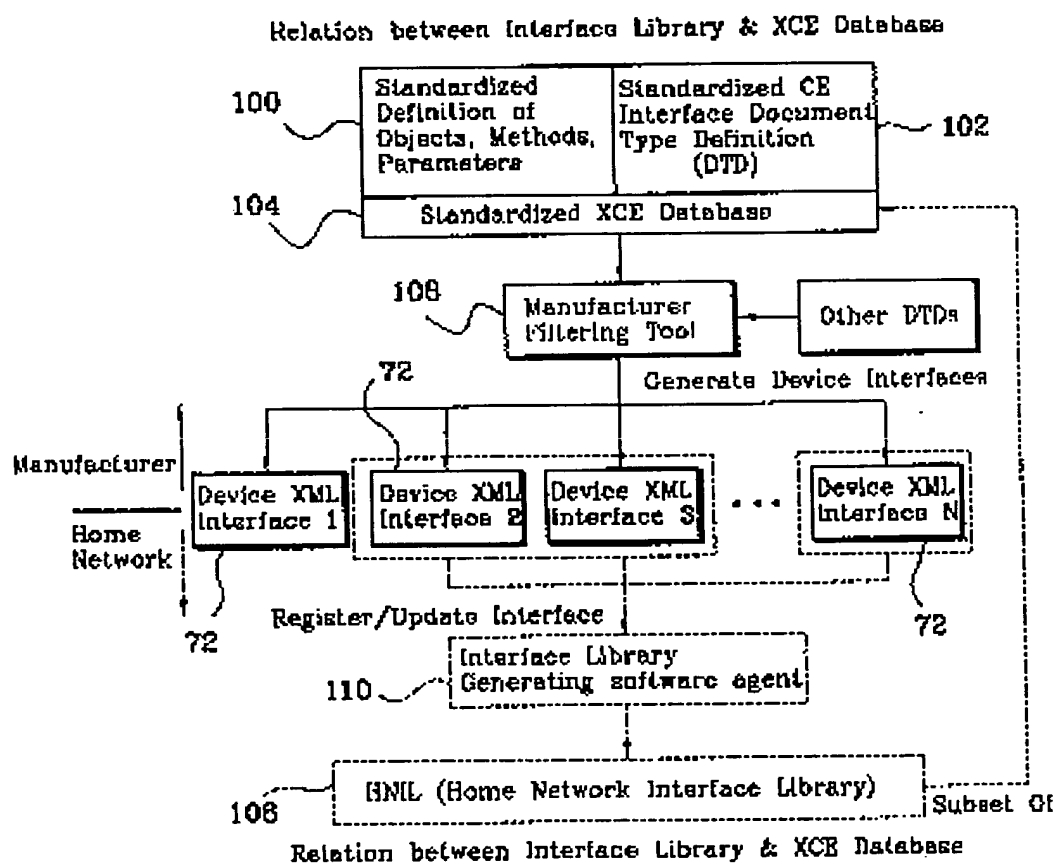 Relation between Interface Library & XCE Database
Standardized
Definition of
Objects, Methods,
Parameters
Standardized CE
Interface Document
Type Definition
(DTD)
100
102
104
Standardized XCE Database
108
Manufacturer
Filtering Tool
Other DTDs
72
Generate Device Interfaces
Manufacturer
Home
Network
Device XML
Interface 1
Device XML
Interface 2
Device XML
Interface 3
...
Device XML
Interface N
72
72
Register/Update Interface
Interface Library
Generating software agent
110
HNIL (Home Network Interface Library)
106
Subset Of
Relation between Interface Library & XCE Database